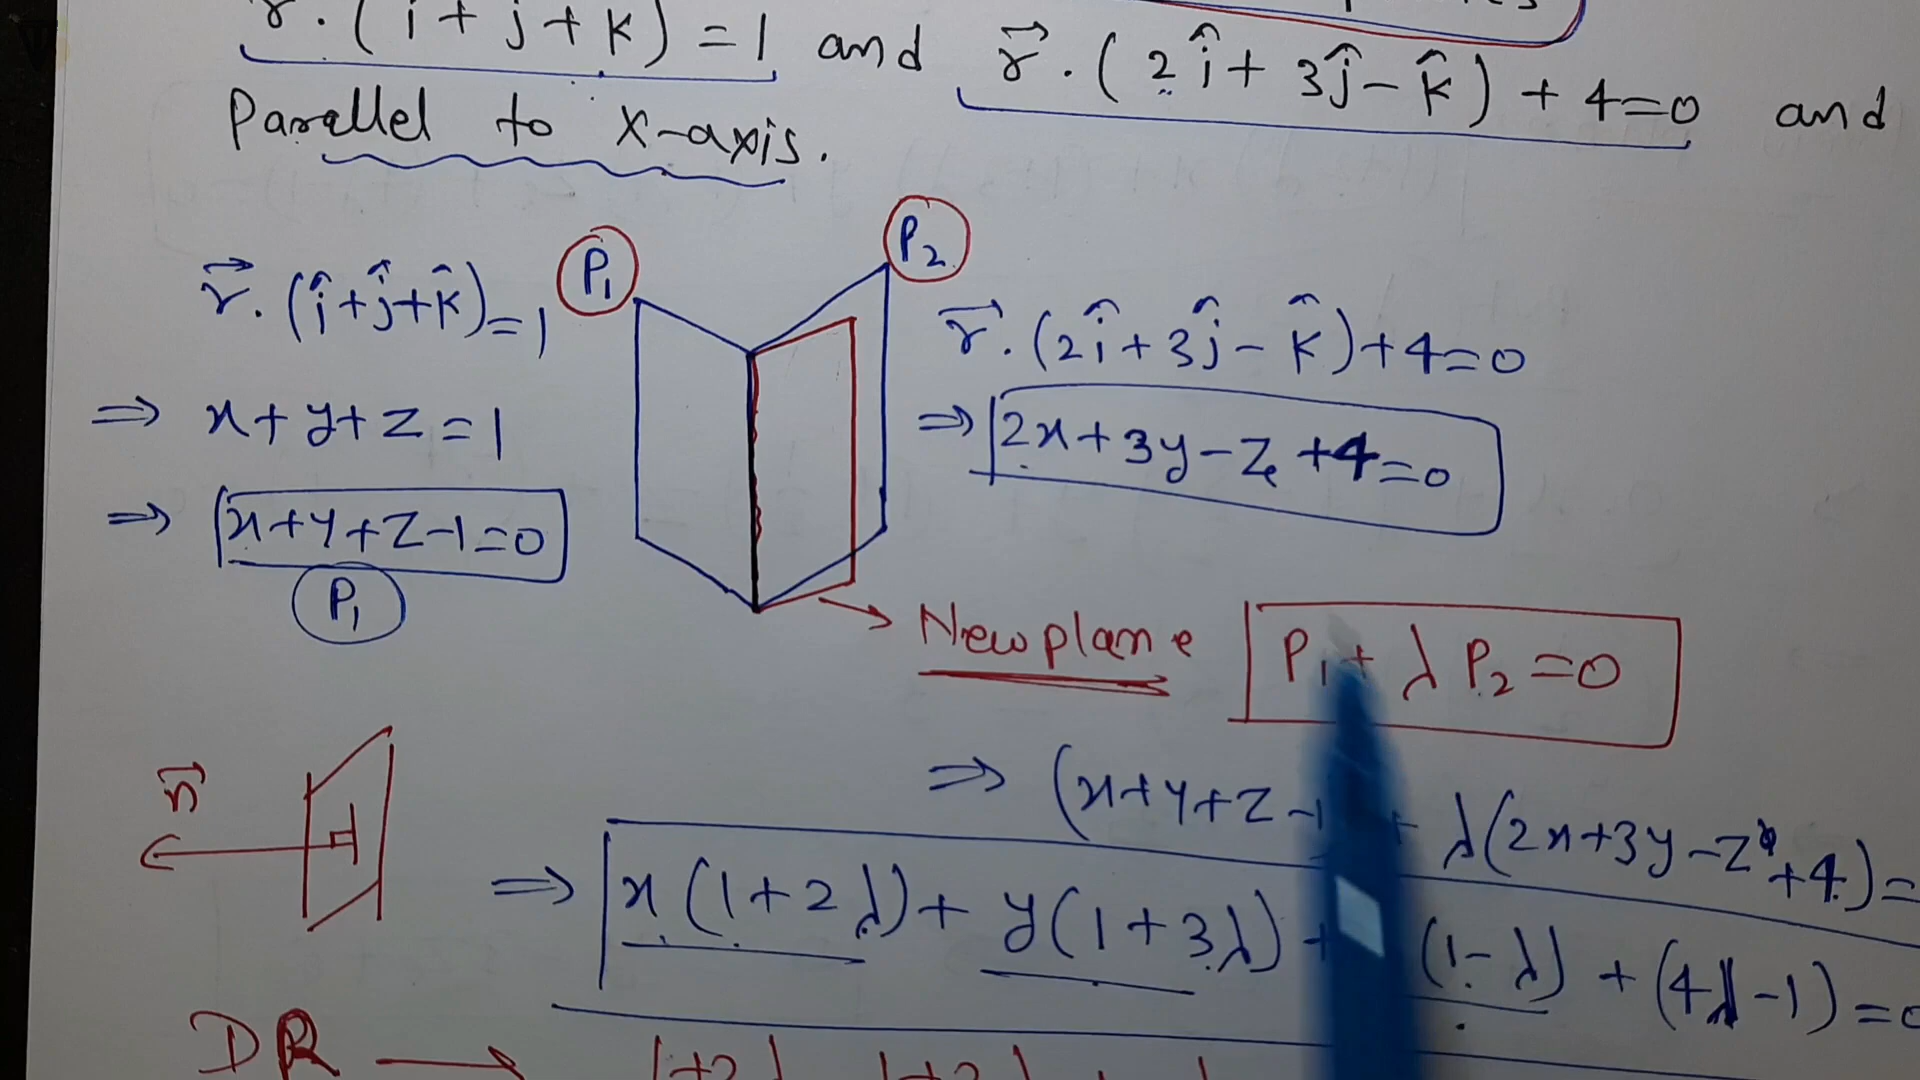 r⃗.(i + j + k) = 1 and r⃗.(2î + 3ĵ - k̂) + 4 = 0 and
Parallel to X-axis.
P₁ P₂
r⃗.(î + ĵ + k̂) = 1
r⃗.(2î + 3ĵ - k̂) + 4 = 0
⇒ x + y + z = 1
⇒ 2x + 3y - z + 4 = 0
⇒ x + y + z - 1 = 0
P₁
→ New plane P₁ + λ P₂ = 0
n⃗
⇒ (x + y + z - 1 + λ(2x + 3y - z + 4) =
⇒ x(1 + 2λ) + y(1 + 3λ) + (1 - λ) + (4λ - 1) = 0
DR → 1+2λ